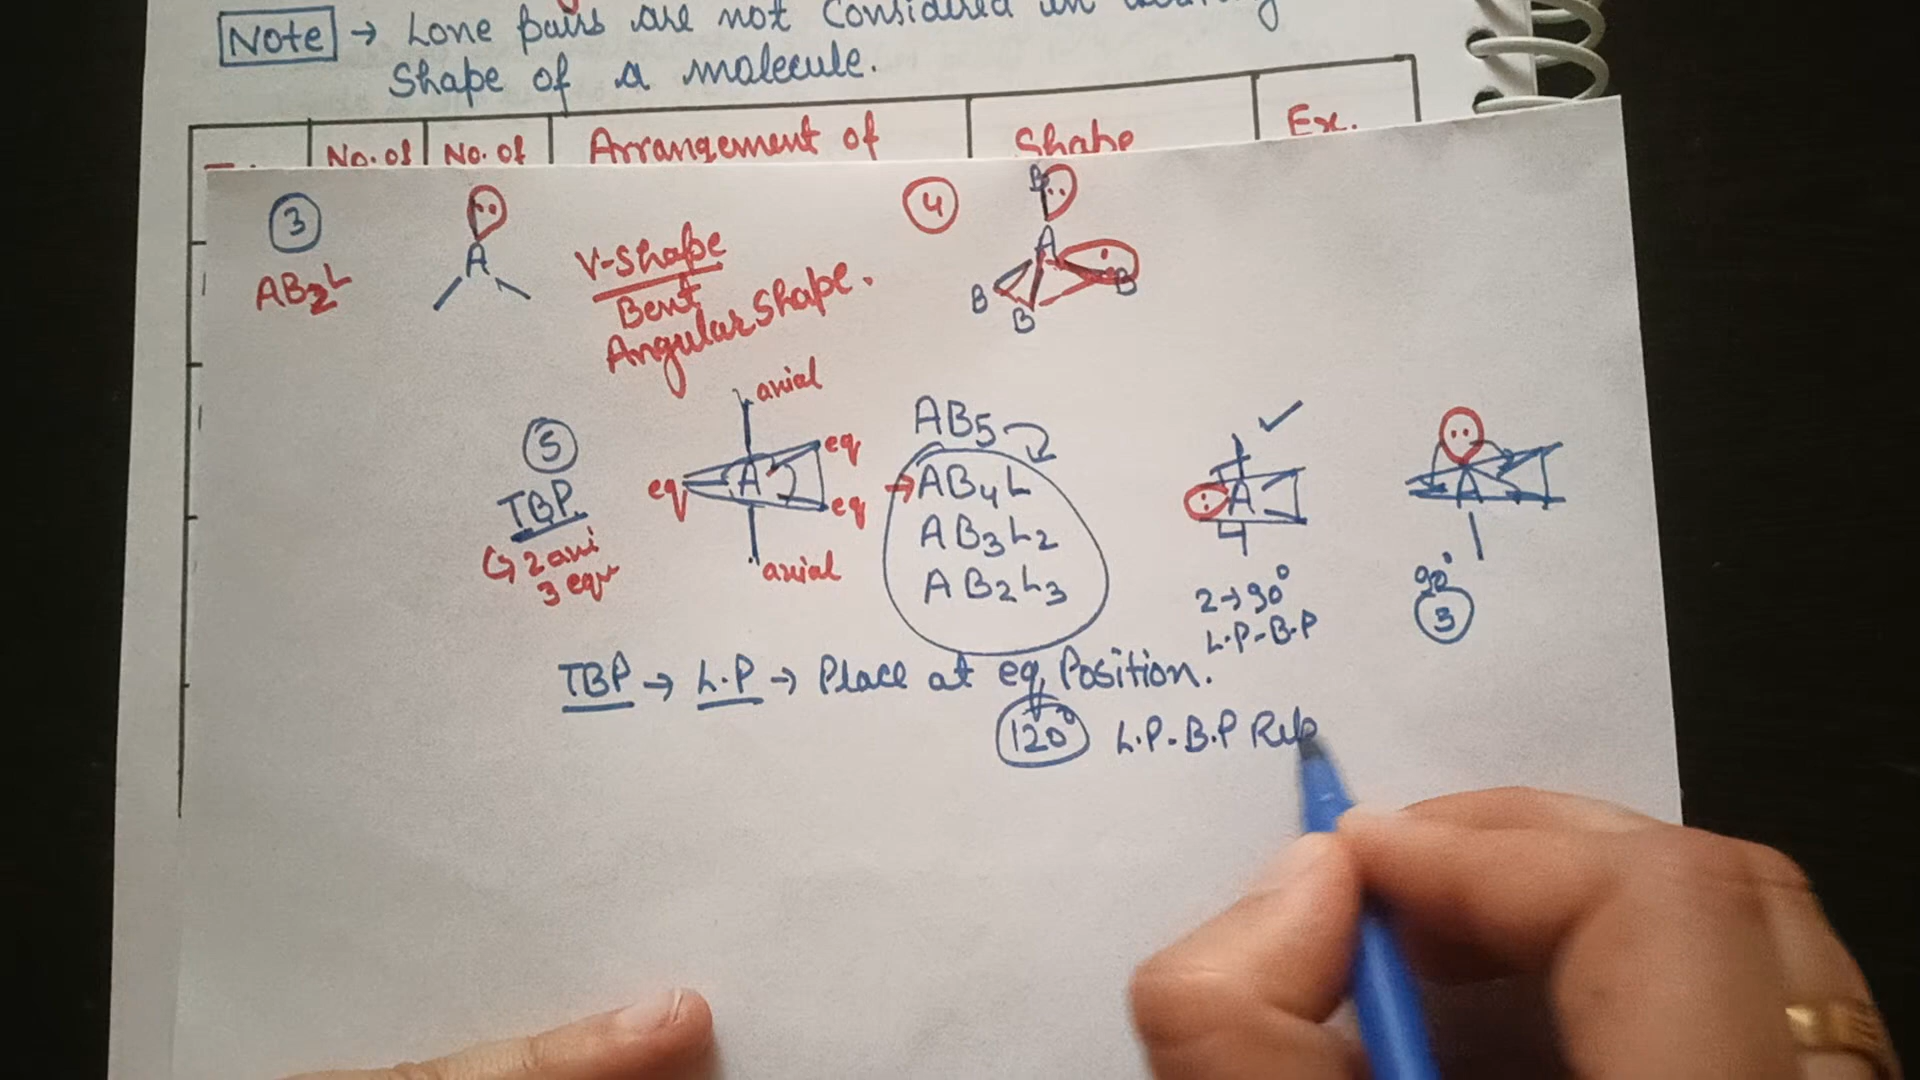 Note → Lone pairs are not Considered in
Shape of a molecule.
No. of No. of Arrangement of Shape Ex.
3
AB2L
A
V-Shape
Bent
Angular Shape.
4
B
A
B
B
B
5
TBP
2 axi
3 equ
axial
eq
A
eq
eq
axial
AB5
→ AB4L
AB3L2
AB2L3
A
✓
2→90°
L.P-B.P
A
90°
3
TBP → L.P → Place at eq. Position.
120° L.P-B.P Rep